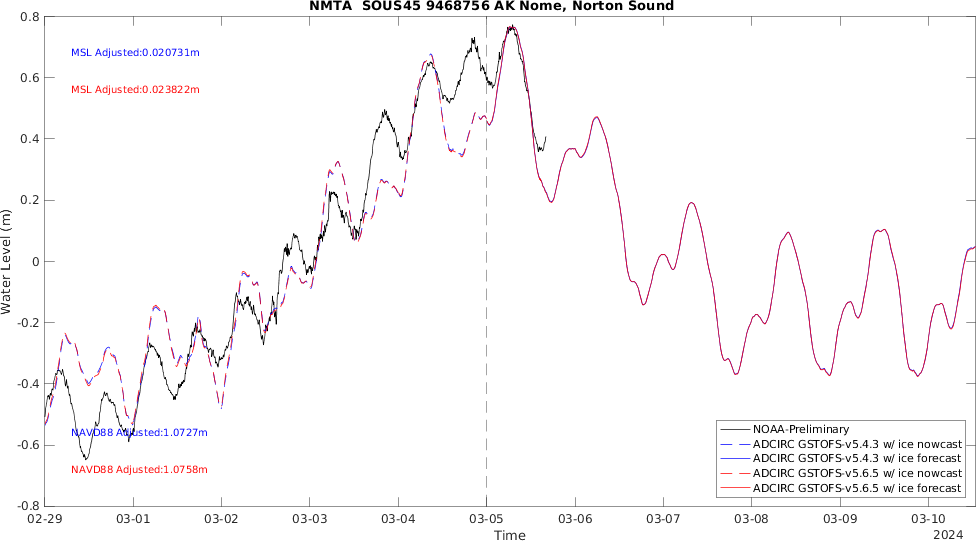 NMTA  SOUS45 9468756 AK Nome, Norton Sound
0.8
MSL Adjusted:0.020731m
0.6
MSL Adjusted:0.023822m
0.4
0.2
Water Level (m)
0
-0.2
-0.4
NAVD88 Adjusted:1.0727m
-0.6
NAVD88 Adjusted:1.0758m
-0.8
NOAA-Preliminary
ADCIRC GSTOFS-v5.4.3 w/ ice nowcast
ADCIRC GSTOFS-v5.4.3 w/ ice forecast
ADCIRC GSTOFS-v5.6.5 w/ ice nowcast
ADCIRC GSTOFS-v5.6.5 w/ ice forecast
02-29 03-01 03-02 03-03 03-04 03-05 03-06 03-07 03-08 03-09 03-10
Time
2024